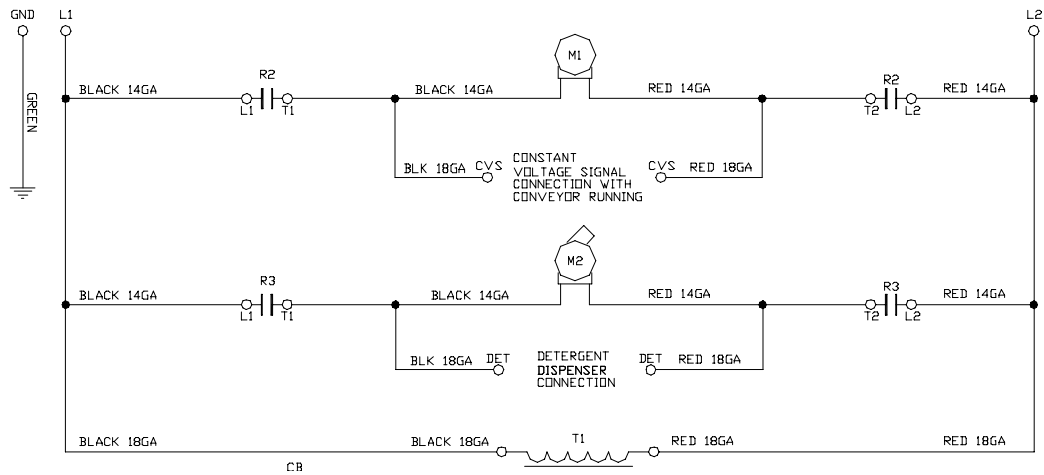 GND
L1
L2
GREEN
M1
BLACK 14GA
R2
L1
T1
BLACK 14GA
RED 14GA
R2
T2
L2
RED 14GA
BLK 18GA
CVS
CONSTANT
VOLTAGE SIGNAL
CONNECTION WITH
CONVEYOR RUNNING
CVS
RED 18GA
M2
BLACK 14GA
R3
L1
T1
BLACK 14GA
RED 14GA
R3
T2
L2
RED 14GA
BLK 18GA
DET
DETERGENT
DISPENSER
CONNECTION
DET
RED 18GA
BLACK 18GA
BLACK 18GA
T1
RED 18GA
RED 18GA
CB